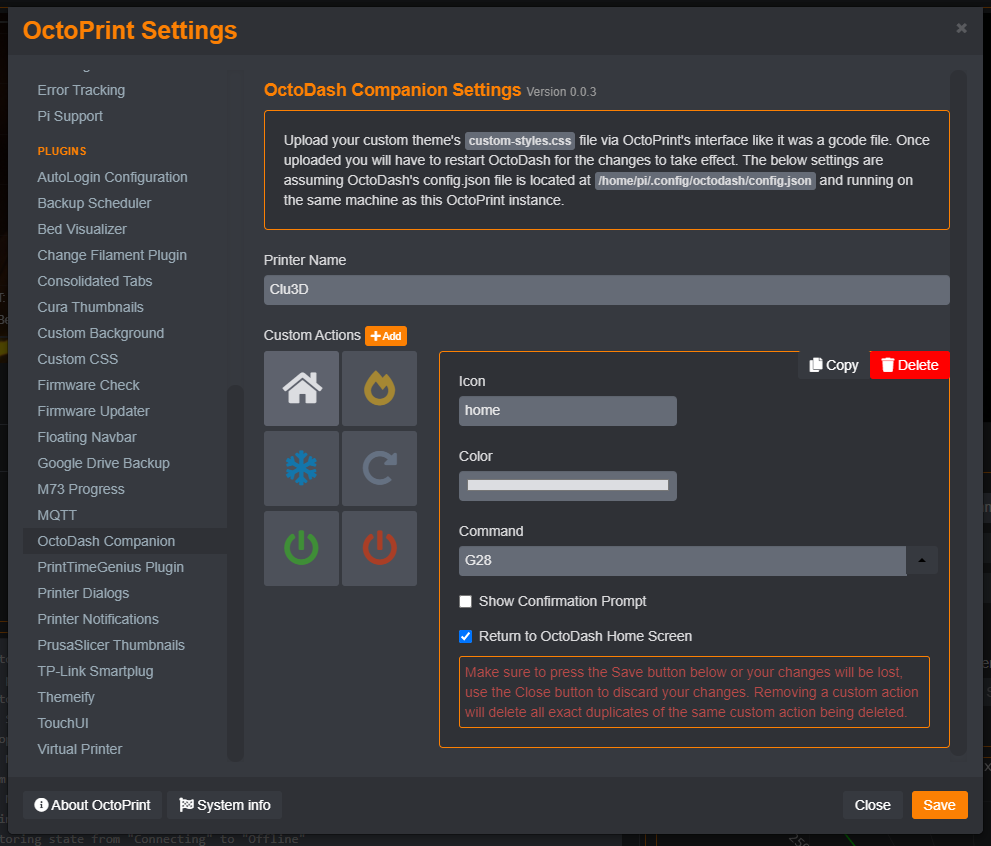 OctoPrint Settings
×
Error Tracking
Pi Support
PLUGINS
AutoLogin Configuration
Backup Scheduler
Bed Visualizer
Change Filament Plugin
Consolidated Tabs
Cura Thumbnails
Custom Background
Custom CSS
Firmware Check
Firmware Updater
Floating Navbar
Google Drive Backup
M73 Progress
MQTT
OctoDash Companion
PrintTimeGenius Plugin
Printer Dialogs
Printer Notifications
PrusaSlicer Thumbnails
TP-Link Smartplug
Themeify
TouchUI
Virtual Printer
OctoDash Companion Settings Version 0.0.3
Upload your custom theme's custom-styles.css file via OctoPrint's interface like it was a gcode file. Once
uploaded you will have to restart OctoDash for the changes to take effect. The below settings are
assuming OctoDash's config.json file is located at /home/pi/.config/octodash/config.json and running on
the same machine as this OctoPrint instance.
Printer Name
Clu3D
Custom Actions +Add
Copy Delete
Icon
home
Color
Command
G28
Show Confirmation Prompt
Return to OctoDash Home Screen
Make sure to press the Save button below or your changes will be lost,
use the Close button to discard your changes. Removing a custom action
will delete all exact duplicates of the same custom action being deleted.
About OctoPrint System info
Close Save
toring state from "Connecting" to "Offline"